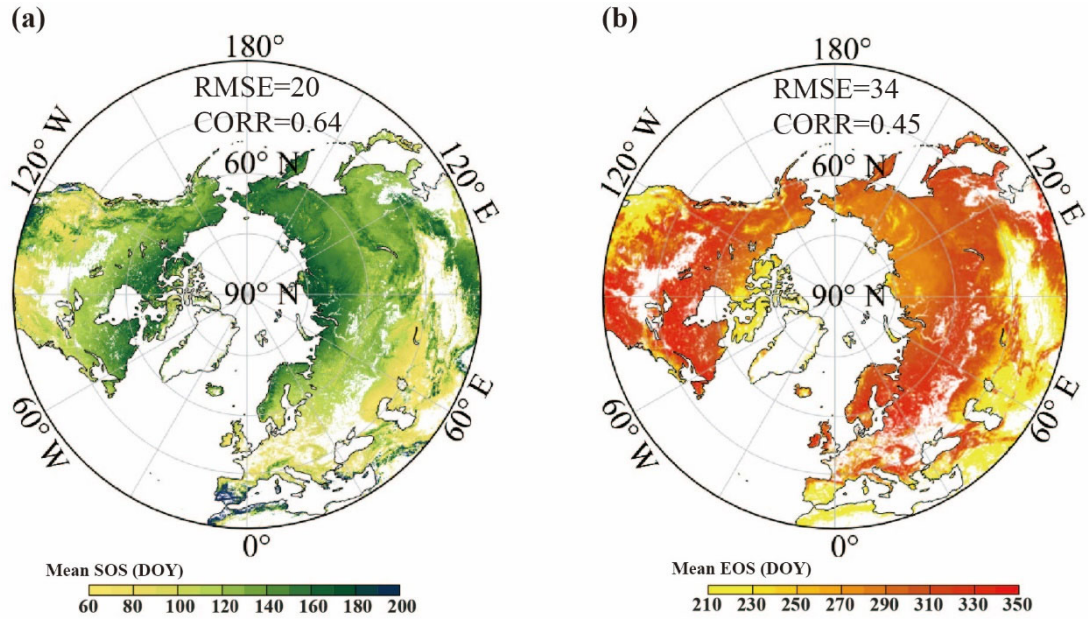 (a)
180°
RMSE=20
CORR=0.64
120° W
60° N
120° E
90° N
60° W
60° E
0°
Mean SOS (DOY)
60 80 100 120 140 160 180 200
(b)
180°
RMSE=34
CORR=0.45
120° W
60° N
120° E
90° N
60° W
60° E
0°
Mean EOS (DOY)
210 230 250 270 290 310 330 350